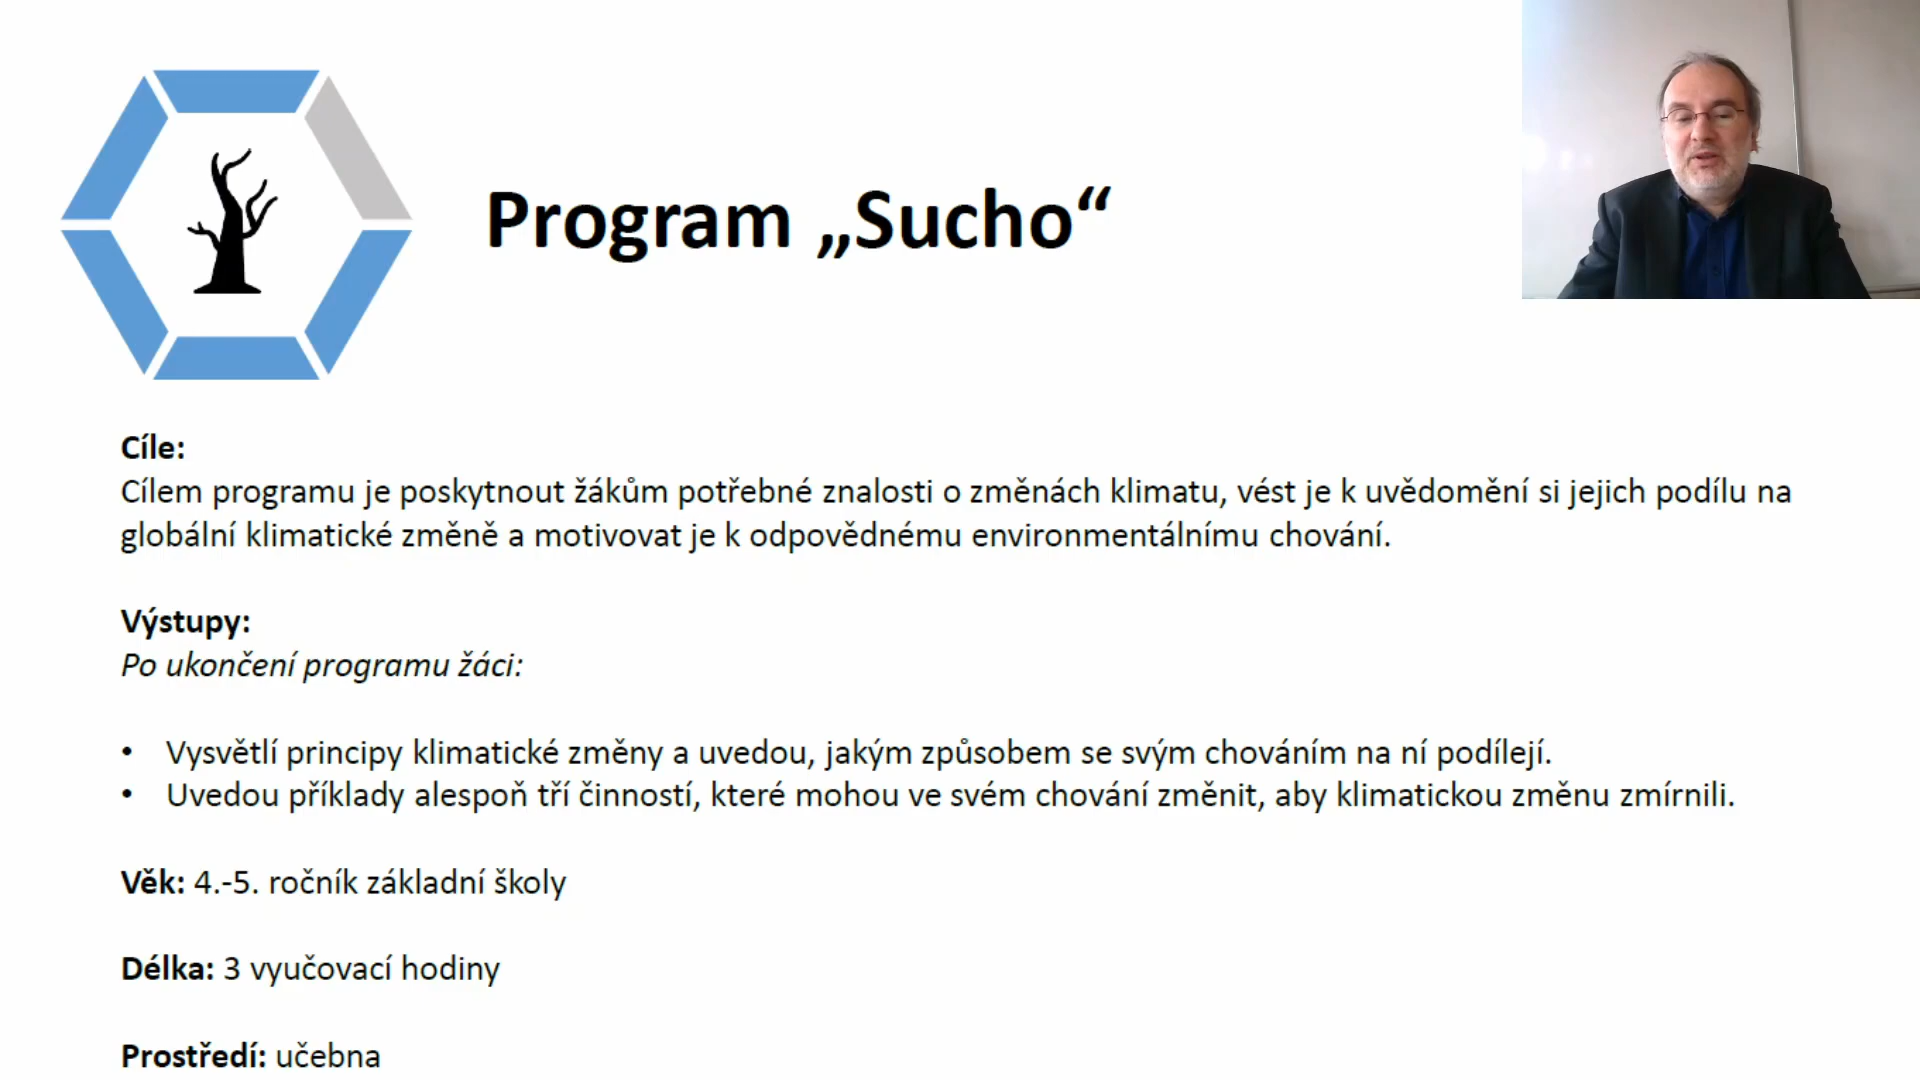 Program „Sucho“
Cíle:
Cílem programu je poskytnout žákům potřebné znalosti o změnách klimatu, vést je k uvědomění si jejich podílu na
globální klimatické změně a motivovat je k odpovědnému environmentálnímu chování.
Výstupy:
Po ukončení programu žáci:
• Vysvětlí principy klimatické změny a uvedou, jakým způsobem se svým chováním na ní podílejí.
• Uvedou příklady alespoň tří činností, které mohou ve svém chování změnit, aby klimatickou změnu zmírnili.
Věk: 4.-5. ročník základní školy
Délka: 3 vyučovací hodiny
Prostředí: učebna